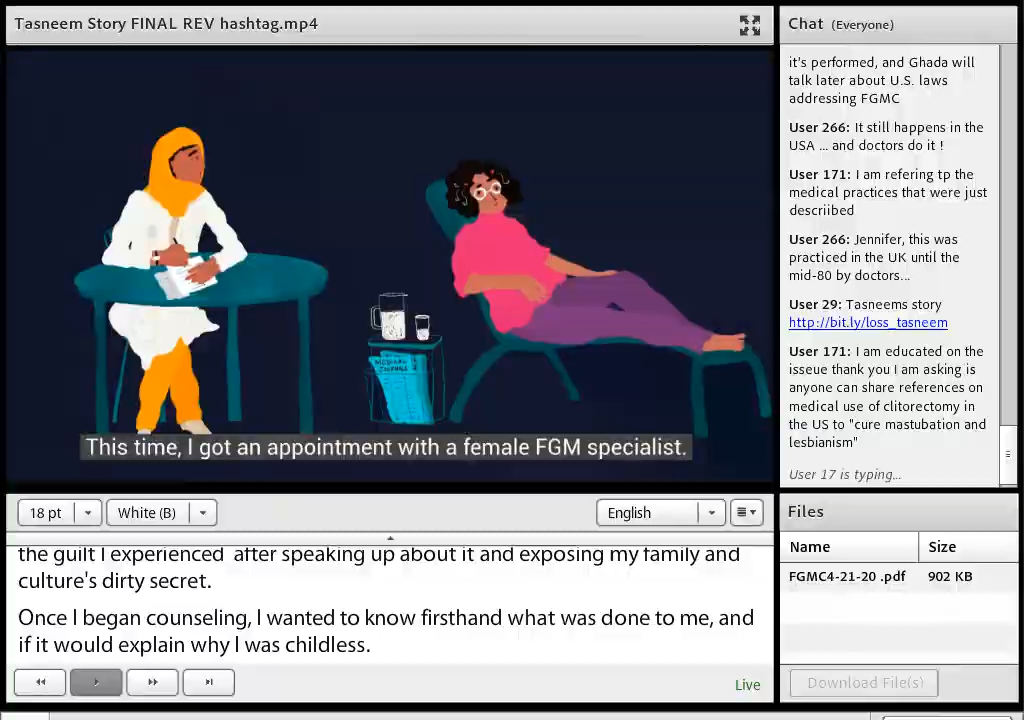 Tasneem Story FINAL REV hashtag.mp4
MEDICAL
JOURNALS
This time, I got an appointment with a female FGM specialist.
18 pt
White (B)
English
the guilt I experienced after speaking up about it and exposing my family and
culture's dirty secret.
Once I began counseling, I wanted to know firsthand what was done to me, and
if it would explain why I was childless.
Live
Chat (Everyone)
it's performed, and Ghada will
talk later about U.S. laws
addressing FGMC
User 266: It still happens in the
USA ... and doctors do it !
User 171: I am refering tp the
medical practices that were just
descriibed
User 266: Jennifer, this was
practiced in the UK until the
mid-80 by doctors...
User 29: Tasneems story
http://bit.ly/loss_tasneem
User 171: I am educated on the
isseue thank you I am asking is
anyone can share references on
medical use of clitorectomy in
the US to "cure mastubation and
lesbianism"
User 17 is typing...
Files
Name Size
FGMC4-21-20 .pdf 902 KB
Download File(s)